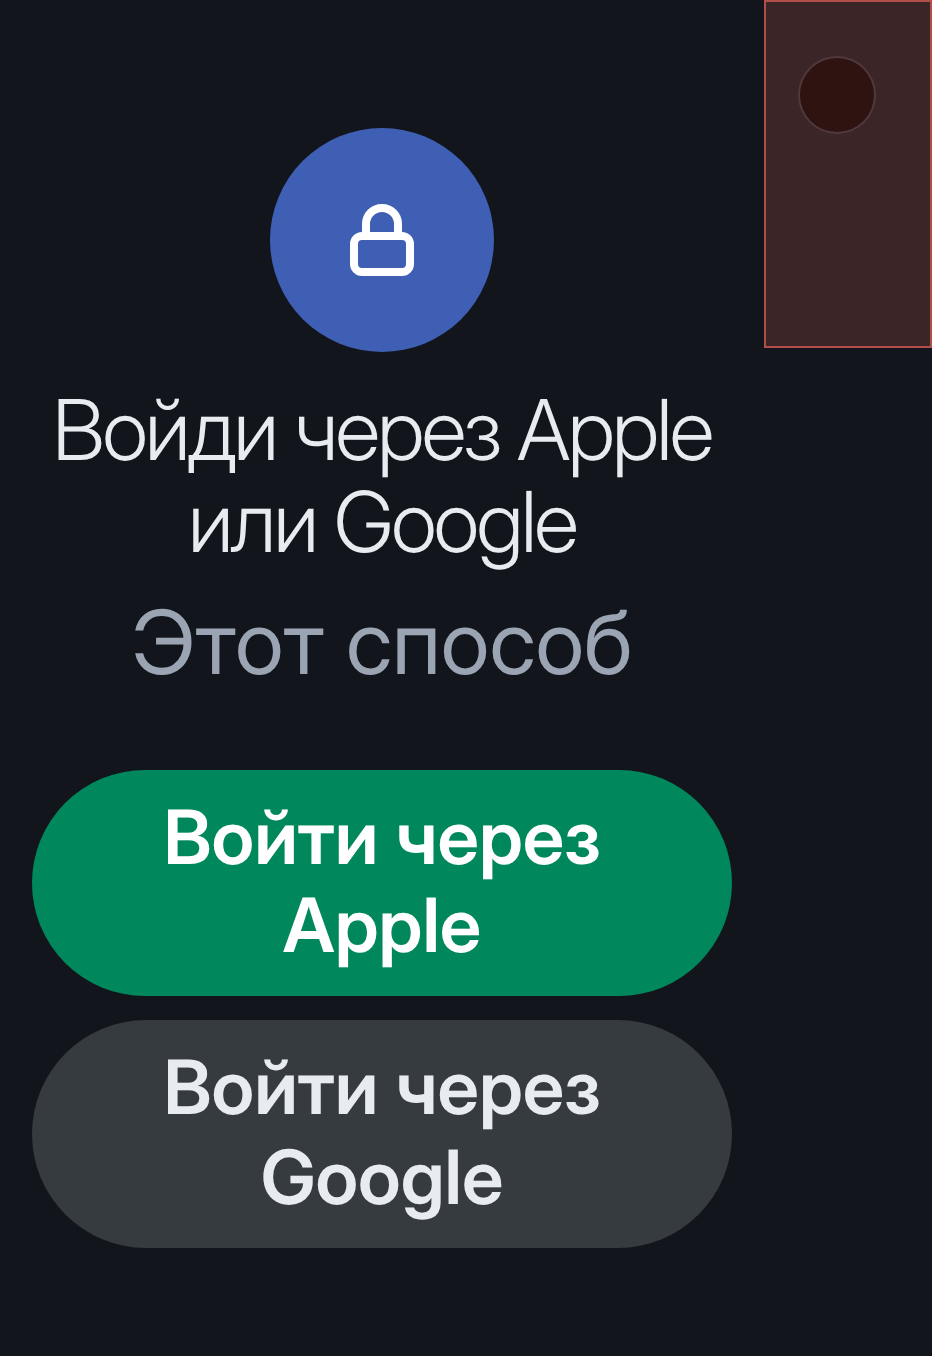 Войди через Apple
или Google
Этот способ
Войти через
Apple
Войти через
Google